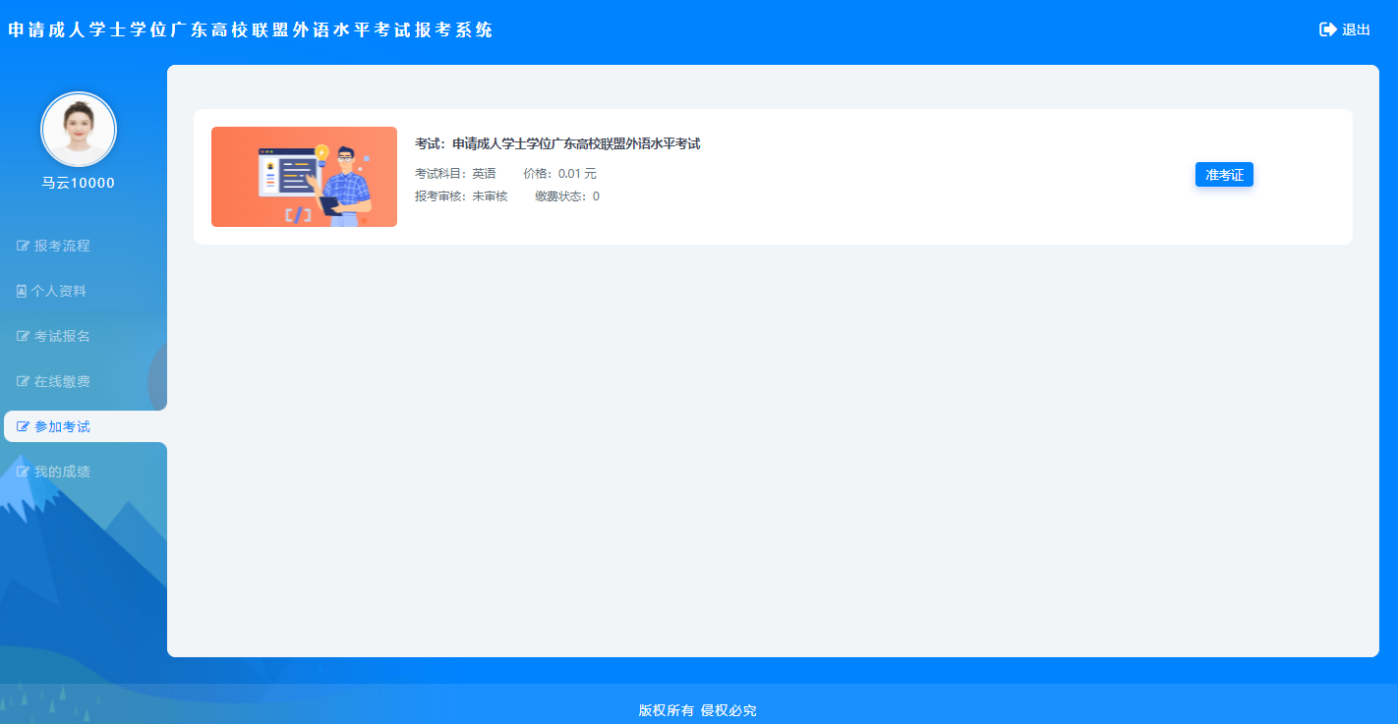 申请成人学士学位广东高校联盟外语水平考试报考系统
退出
马云10000
报考流程
个人资料
考试报名
在线缴费
参加考试
我的成绩
考试：申请成人学士学位广东高校联盟外语水平考试
考试科目：英语 价格：0.01 元
报考审核：未审核 缴费状态：0
准考证
版权所有 侵权必究